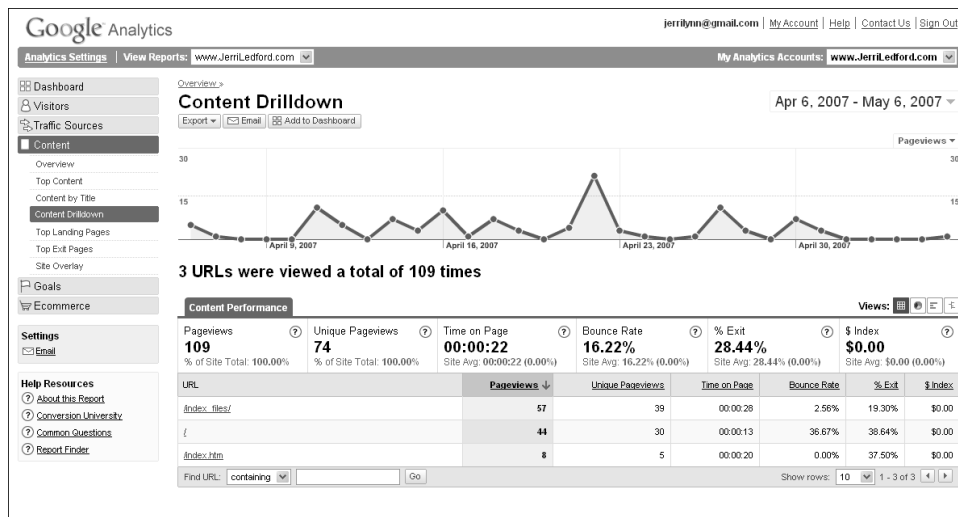 Google Analytics
jerrilynn@gmail.com | My Account | Help | Contact Us | Sign Out
Analytics Settings | View Reports: www.JerriLedford.com
My Analytics Accounts: www.JerriLedford.com
Dashboard
Visitors
Traffic Sources
Content
Overview
Top Content
Content by Title
Content Drilldown
Top Landing Pages
Top Exit Pages
Site Overlay
Goals
Ecommerce
Settings
Email
Help Resources
About this Report
Conversion University
Common Questions
Report Finder
Overview »
Content Drilldown
Apr 6, 2007 - May 6, 2007
Export Email Add to Dashboard
Pageviews
30 30
15 15
April 9, 2007 April 16, 2007 April 23, 2007 April 30, 2007
3 URLs were viewed a total of 109 times
Content Performance Views:
Pageviews ? Unique Pageviews ? Time on Page ? Bounce Rate ? % Exit ? $ Index ?
109 74 00:00:22 16.22% 28.44% $0.00
% of Site Total: 100.00% % of Site Total: 100.00% Site Avg: 00:00:22 (0.00%) Site Avg: 16.22% (0.00%) Site Avg: 28.44% (0.00%) Site Avg: $0.00 (0.00%)
URL Pageviews ↓ Unique Pageviews Time on Page Bounce Rate % Exit $ Index
/index_files/ 57 39 00:00:28 2.56% 19.30% $0.00
/ 44 30 00:00:13 36.67% 38.64% $0.00
/index.htm 8 5 00:00:20 0.00% 37.50% $0.00
Find URL: containing Go Show rows: 10 1 - 3 of 3